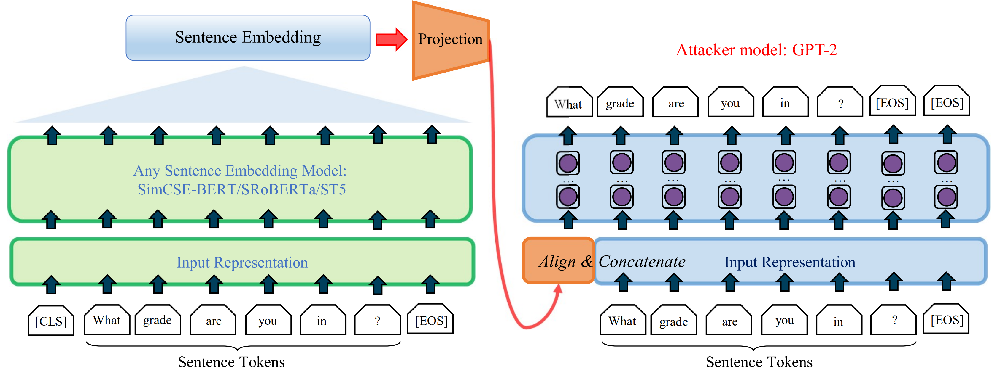 Sentence Embedding
Projection
Attacker model: GPT-2
What grade are you in ? [EOS] [EOS]
Any Sentence Embedding Model:
SimCSE-BERT/SRoBERTa/ST5
... ... ... ... ... ... ... ...
Input Representation
Align & Concatenate
Input Representation
[CLS] What grade are you in ? [EOS]
What grade are you in ? [EOS]
Sentence Tokens
Sentence Tokens